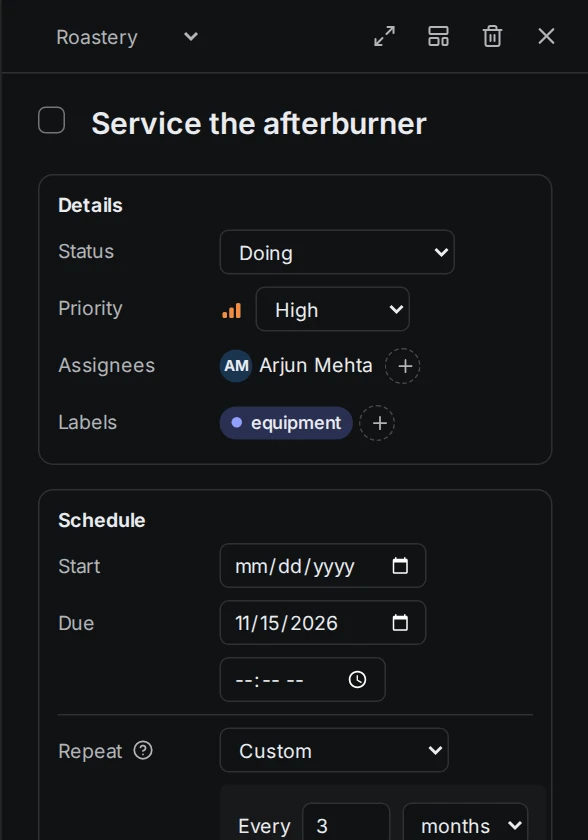 Roastery
Service the afterburner
Details
Status Doing
Priority High
Assignees AM Arjun Mehta +
Labels equipment +
Schedule
Start mm/dd/yyyy
Due 11/15/2026
--:-- --
Repeat ? Custom
Every 3 months